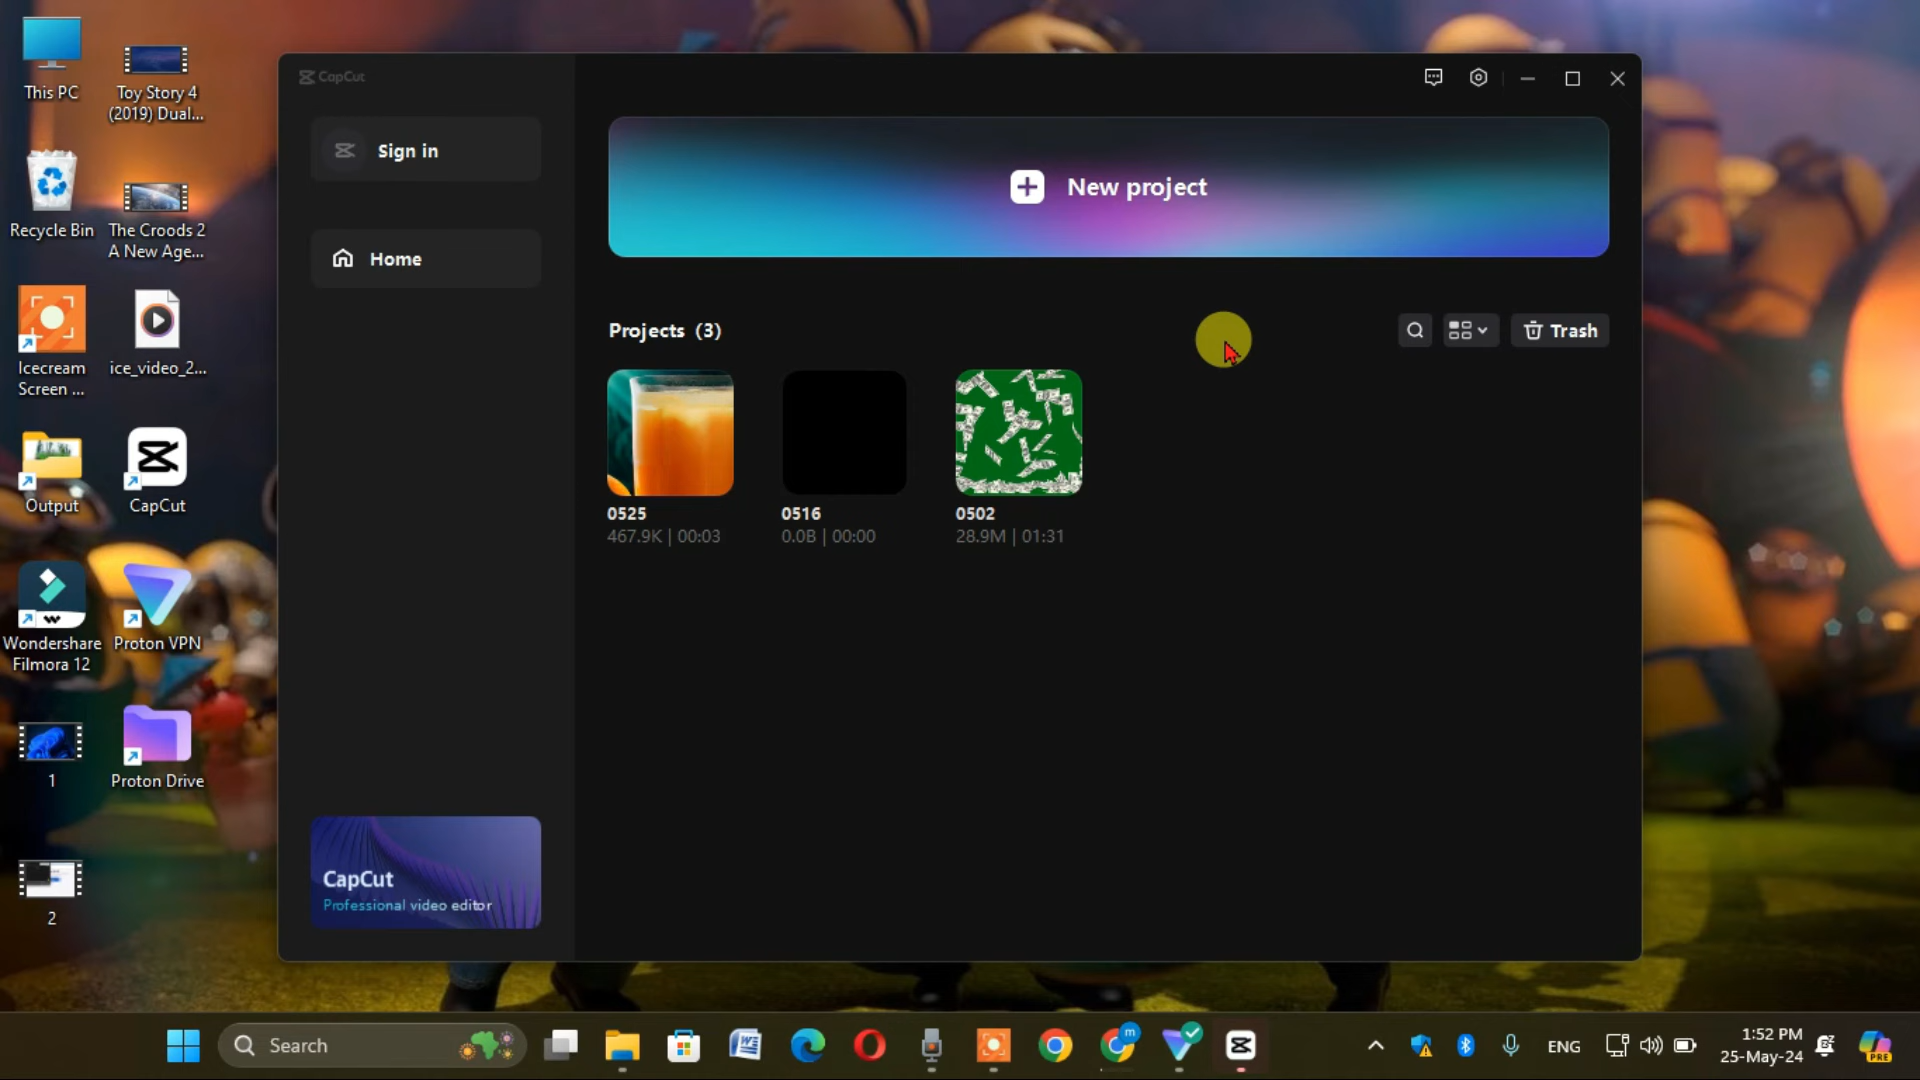 This PC
Toy Story 4
(2019) Dual...
Recycle Bin
The Croods 2
A New Age...
Icecream
Screen ...
ice_video_2...
Output
CapCut
Wondershare
Filmora 12
Proton VPN
1
Proton Drive
2
CapCut
Sign in
Home
CapCut
Professional video editor
New project
Projects (3)
Trash
0525
467.9K | 00:03
0516
0.0B | 00:00
0502
28.9M | 01:31
Search
W
m
ENG
1:52 PM
25-May-24
PRE